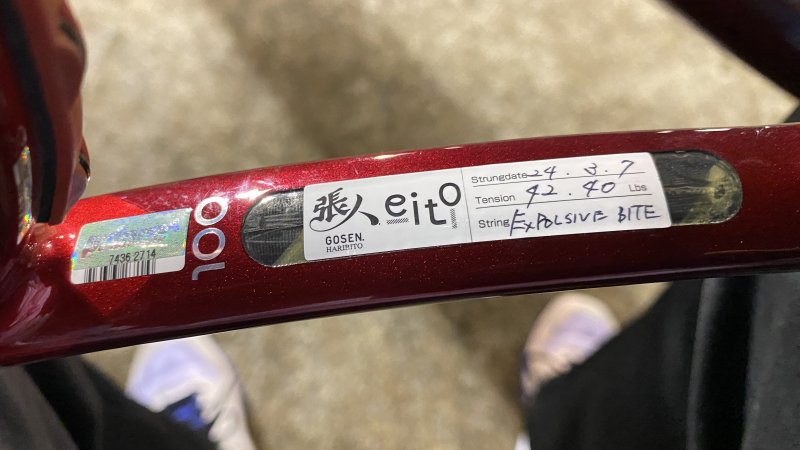 7436 2714
100
張人 eito
GOSEN.
HARIBITO
Strungdate 24.3.7
Tension 42.40 Lbs
String EXPOLSIVE BITE